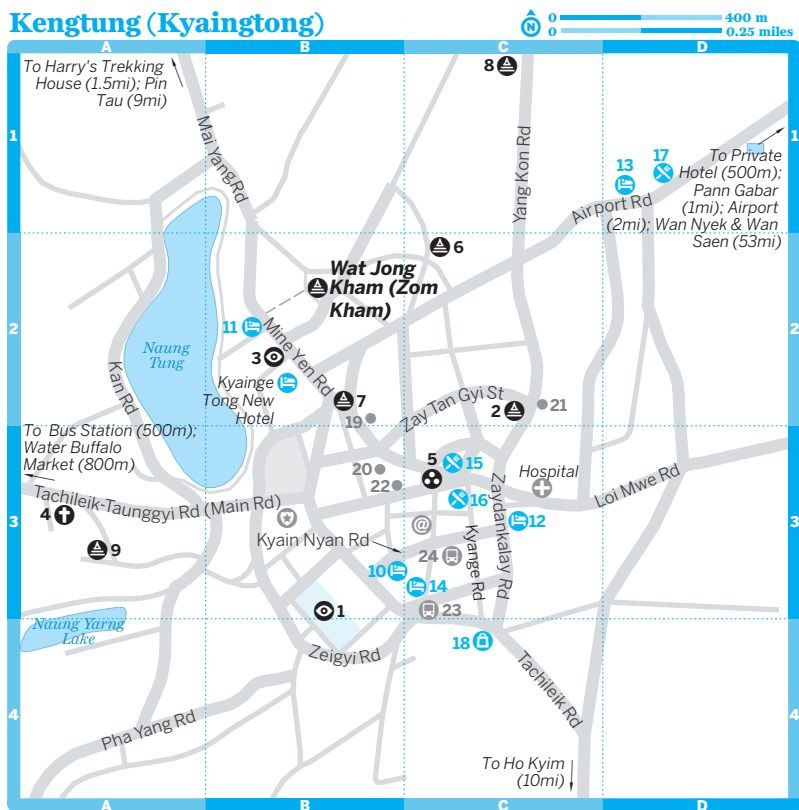 Kengtung (Kyaingtong)
N
0 400 m
0 0.25 miles
A B C D
1
To Harry's Trekking
House (1.5mi); Pin
Tau (9mi)
8
Mai Yang Rd
Yang Kon Rd
13
17
Airport Rd
To Private
Hotel (500m);
Pann Gabar
(1mi); Airport
(2mi); Wan Nyek & Wan
Saen (53mi)
1
6
Wat Jong
Kham (Zom
Kham)
2
2
11
Mine Yen Rd
3
Naung
Tung
Kan Rd
Kyainge
Tong New
Hotel
7
19
Zay Tan Gyi St
2
21
To Bus Station (500m);
Water Buffalo
Market (800m)
5
15
20
22
Hospital
Loi Mwe Rd
Tachileik-Taunggyi Rd (Main Rd)
16
Zaydankalay Rd
3
3
4
@
12
Kyain Nyan Rd
9
24
Kyange Rd
10
14
1
23
Naung Yarng
Lake
18
Zeigyi Rd
Tachileik Rd
4
4
Pha Yang Rd
To Ho Kyim
(10mi)
A B C D